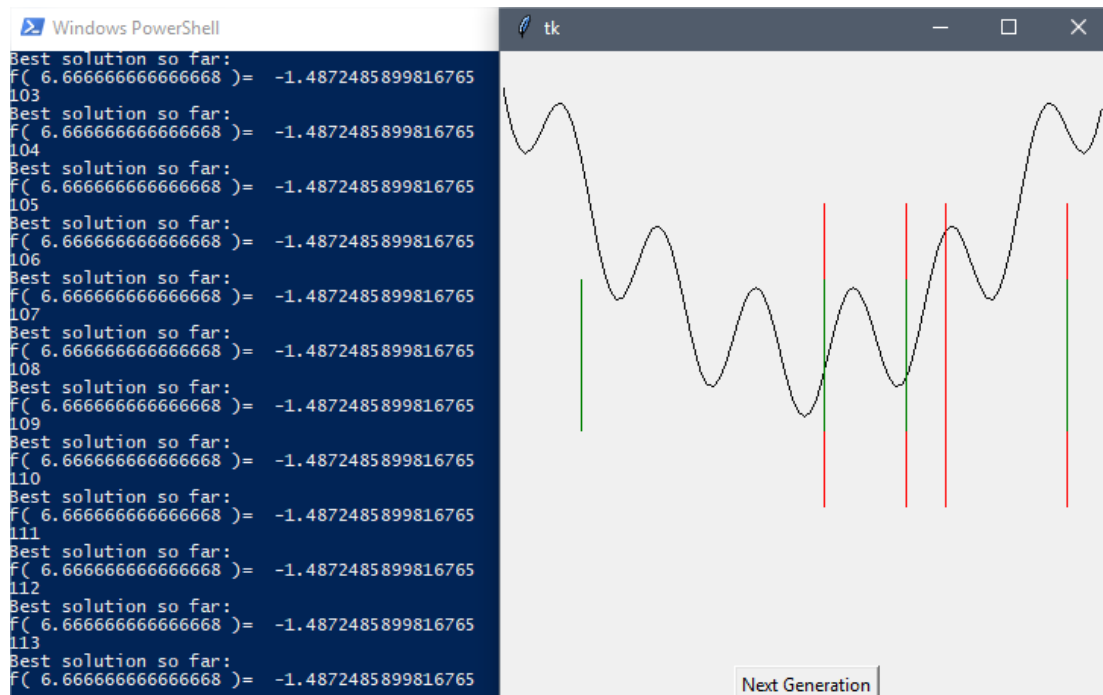 Windows PowerShell
Best solution so far:
f( 6.666666666666668 )=  -1.4872485899816765
103
Best solution so far:
f( 6.666666666666668 )=  -1.4872485899816765
104
Best solution so far:
f( 6.666666666666668 )=  -1.4872485899816765
105
Best solution so far:
f( 6.666666666666668 )=  -1.4872485899816765
106
Best solution so far:
f( 6.666666666666668 )=  -1.4872485899816765
107
Best solution so far:
f( 6.666666666666668 )=  -1.4872485899816765
108
Best solution so far:
f( 6.666666666666668 )=  -1.4872485899816765
109
Best solution so far:
f( 6.666666666666668 )=  -1.4872485899816765
110
Best solution so far:
f( 6.666666666666668 )=  -1.4872485899816765
111
Best solution so far:
f( 6.666666666666668 )=  -1.4872485899816765
112
Best solution so far:
f( 6.666666666666668 )=  -1.4872485899816765
113
Best solution so far:
f( 6.666666666666668 )=  -1.4872485899816765
tk
Next Generation